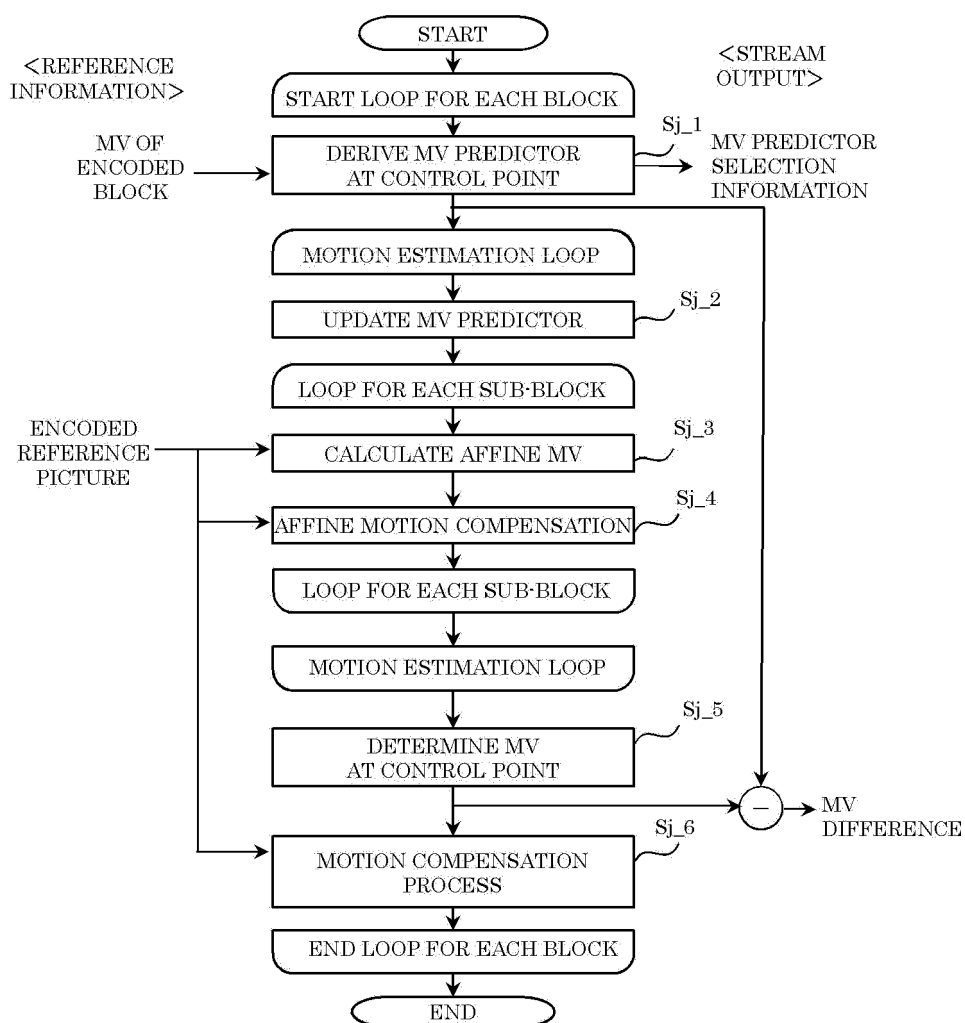 START
<REFERENCE
INFORMATION>
<STREAM
OUTPUT>
START LOOP FOR EACH BLOCK
Sj_1
MV OF
ENCODED
BLOCK
DERIVE MV PREDICTOR
AT CONTROL POINT
MV PREDICTOR
SELECTION
INFORMATION
MOTION ESTIMATION LOOP
Sj_2
UPDATE MV PREDICTOR
LOOP FOR EACH SUB-BLOCK
ENCODED
REFERENCE
PICTURE
Sj_3
CALCULATE AFFINE MV
Sj_4
AFFINE MOTION COMPENSATION
LOOP FOR EACH SUB-BLOCK
MOTION ESTIMATION LOOP
Sj_5
DETERMINE MV
AT CONTROL POINT
−
MV
DIFFERENCE
Sj_6
MOTION COMPENSATION
PROCESS
END LOOP FOR EACH BLOCK
END